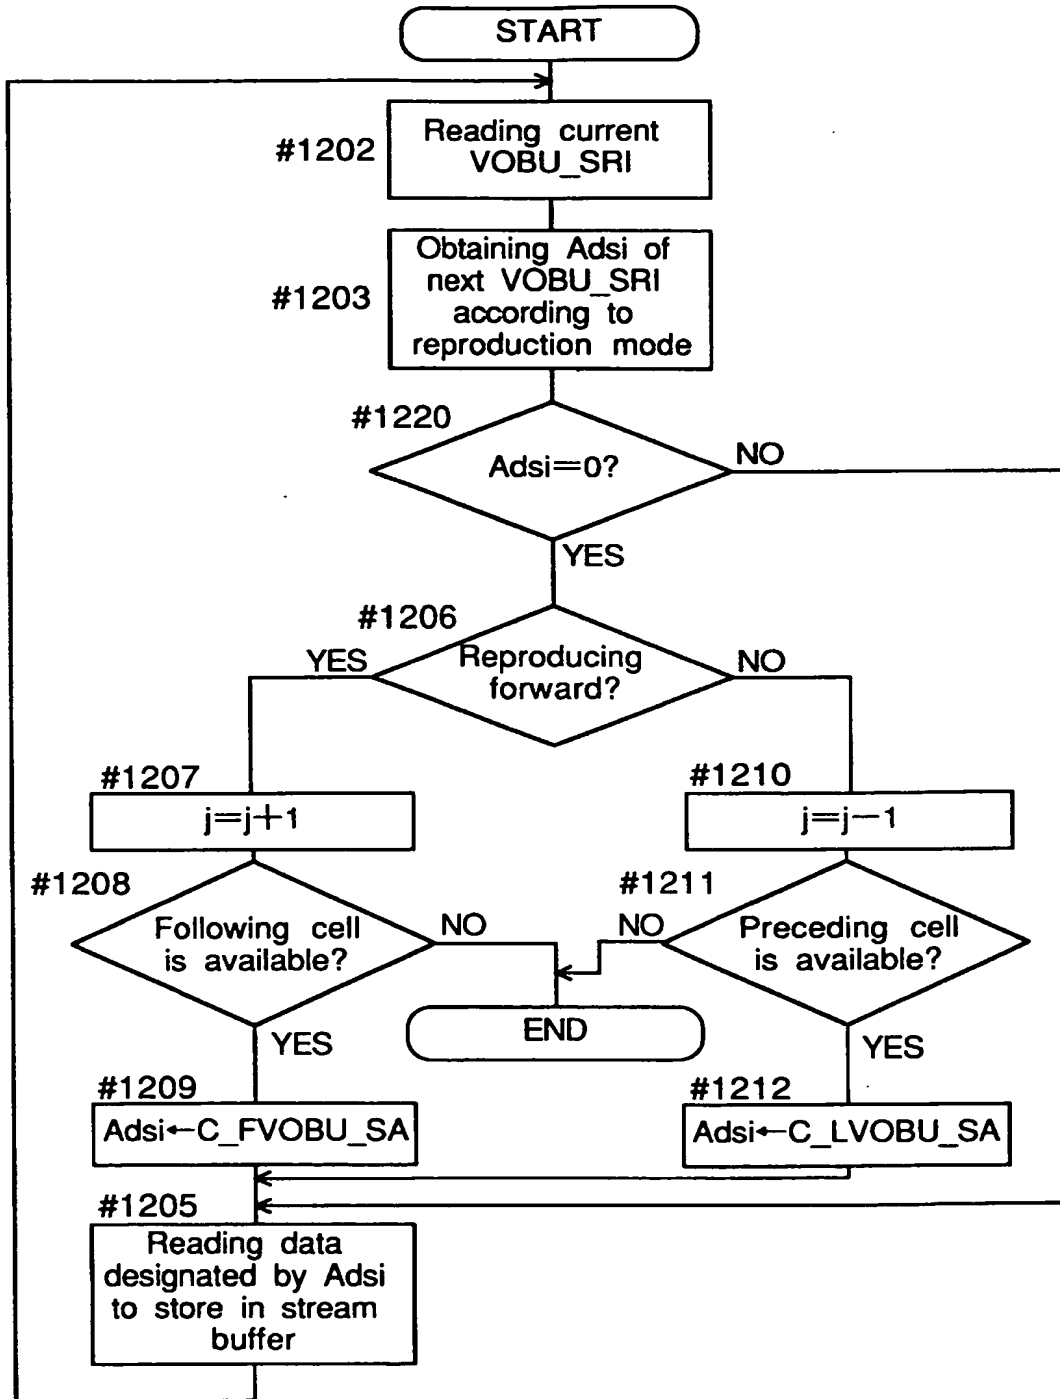 START
#1202
Reading current
VOBU_SRI
#1203
Obtaining Adsi of
next VOBU_SRI
according to
reproduction mode
#1220
Adsi=0?
NO
YES
#1206
Reproducing
forward?
YES
NO
#1207
j=j+1
#1210
j=j−1
#1208
Following cell
is available?
NO
#1211
Preceding cell
is available?
NO
END
YES
YES
#1209
Adsi←C_FVOBU_SA
#1212
Adsi←C_LVOBU_SA
#1205
Reading data
designated by Adsi
to store in stream
buffer